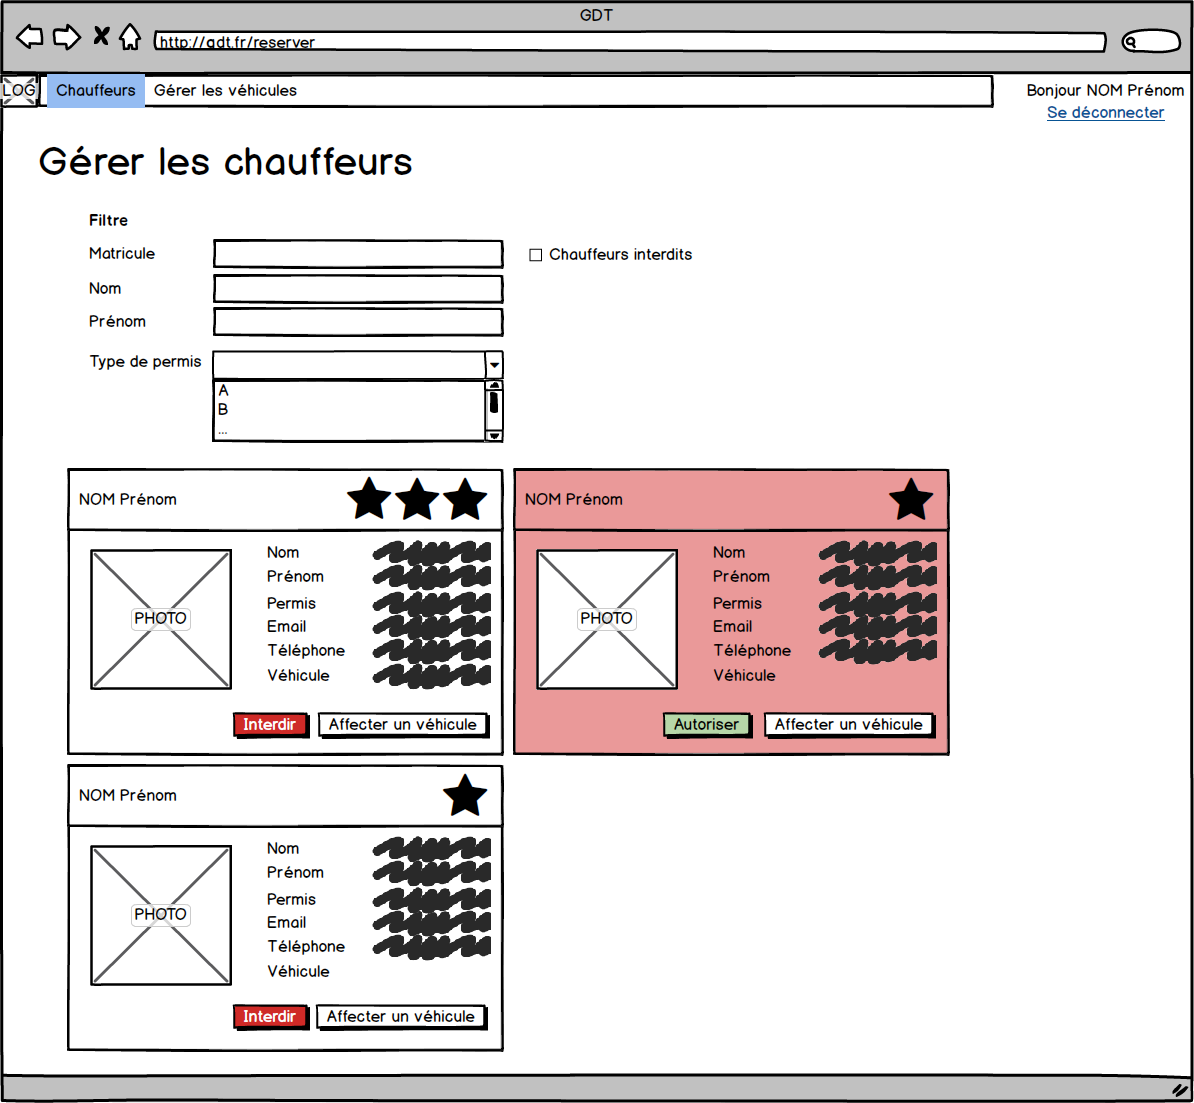 GDT
http://gdt.fr/reserver
LOG Chauffeurs Gérer les véhicules Bonjour NOM Prénom
Se déconnecter
Gérer les chauffeurs
Filtre
Matricule
Chauffeurs interdits
Nom
Prénom
Type de permis
A
B
...
NOM Prénom
PHOTO
Nom
Prénom
Permis
Email
Téléphone
Véhicule
Interdir Affecter un véhicule
NOM Prénom
PHOTO
Nom
Prénom
Permis
Email
Téléphone
Véhicule
Autoriser Affecter un véhicule
NOM Prénom
PHOTO
Nom
Prénom
Permis
Email
Téléphone
Véhicule
Interdir Affecter un véhicule